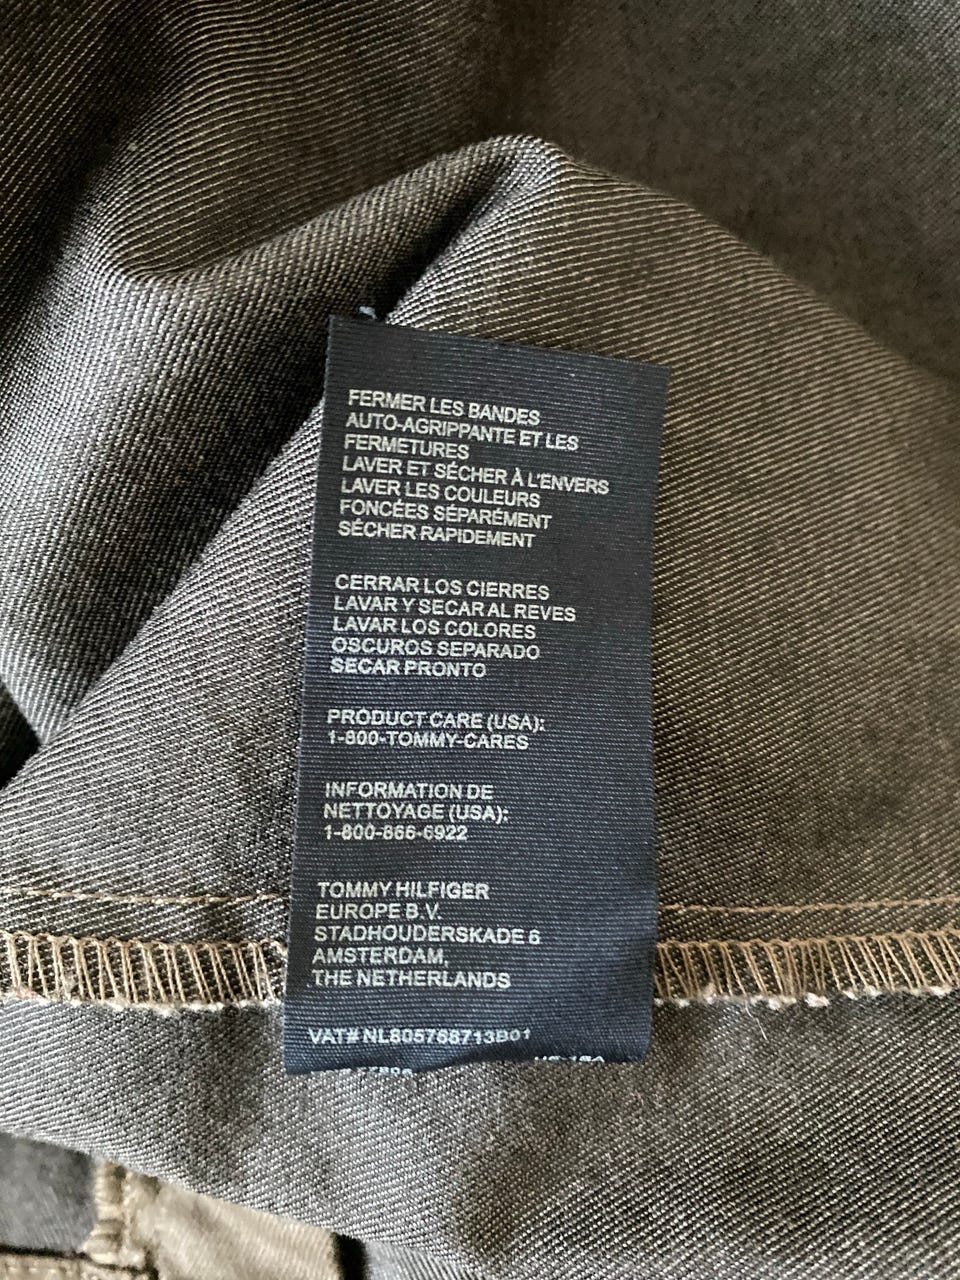 FERMER LES BANDES
AUTO-AGRIPPANTE ET LES
FERMETURES
LAVER ET SÉCHER À L'ENVERS
LAVER LES COULEURS
FONCÉES SÉPARÉMENT
SÉCHER RAPIDEMENT
CERRAR LOS CIERRES
LAVAR Y SECAR AL REVES
LAVAR LOS COLORES
OSCUROS SEPARADO
SECAR PRONTO
PRODUCT CARE (USA):
1-800-TOMMY-CARES
INFORMATION DE
NETTOYAGE (USA):
1-800-866-6922
TOMMY HILFIGER
EUROPE B.V.
STADHOUDERSKADE 6
AMSTERDAM,
THE NETHERLANDS
VAT# NL805768713B01